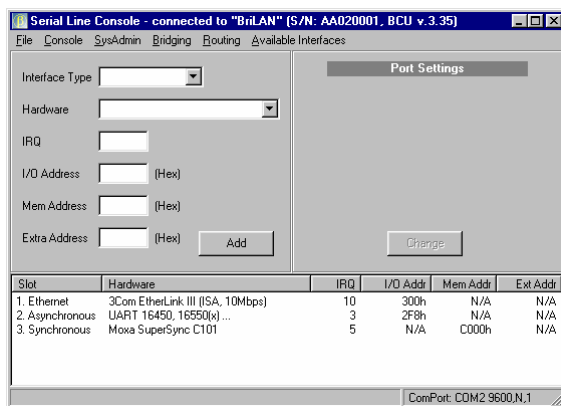 Serial Line Console - connected to "BriLAN" (S/N: AA020001, BCU v.3.35)
File Console SysAdmin Bridging Routing Available Interfaces
Interface Type
Hardware
IRQ
I/O Address (Hex)
Mem Address (Hex)
Extra Address (Hex) Add
Port Settings
Change
Slot Hardware IRQ I/O Addr Mem Addr Ext Addr
1. Ethernet 3Com EtherLink III (ISA, 10Mbps) 10 300h N/A N/A
2. Asynchronous UART 16450, 16550(x) ... 3 2F8h N/A N/A
3. Synchronous Moxa SuperSync C101 5 N/A C000h N/A
ComPort: COM2 9600,N,1